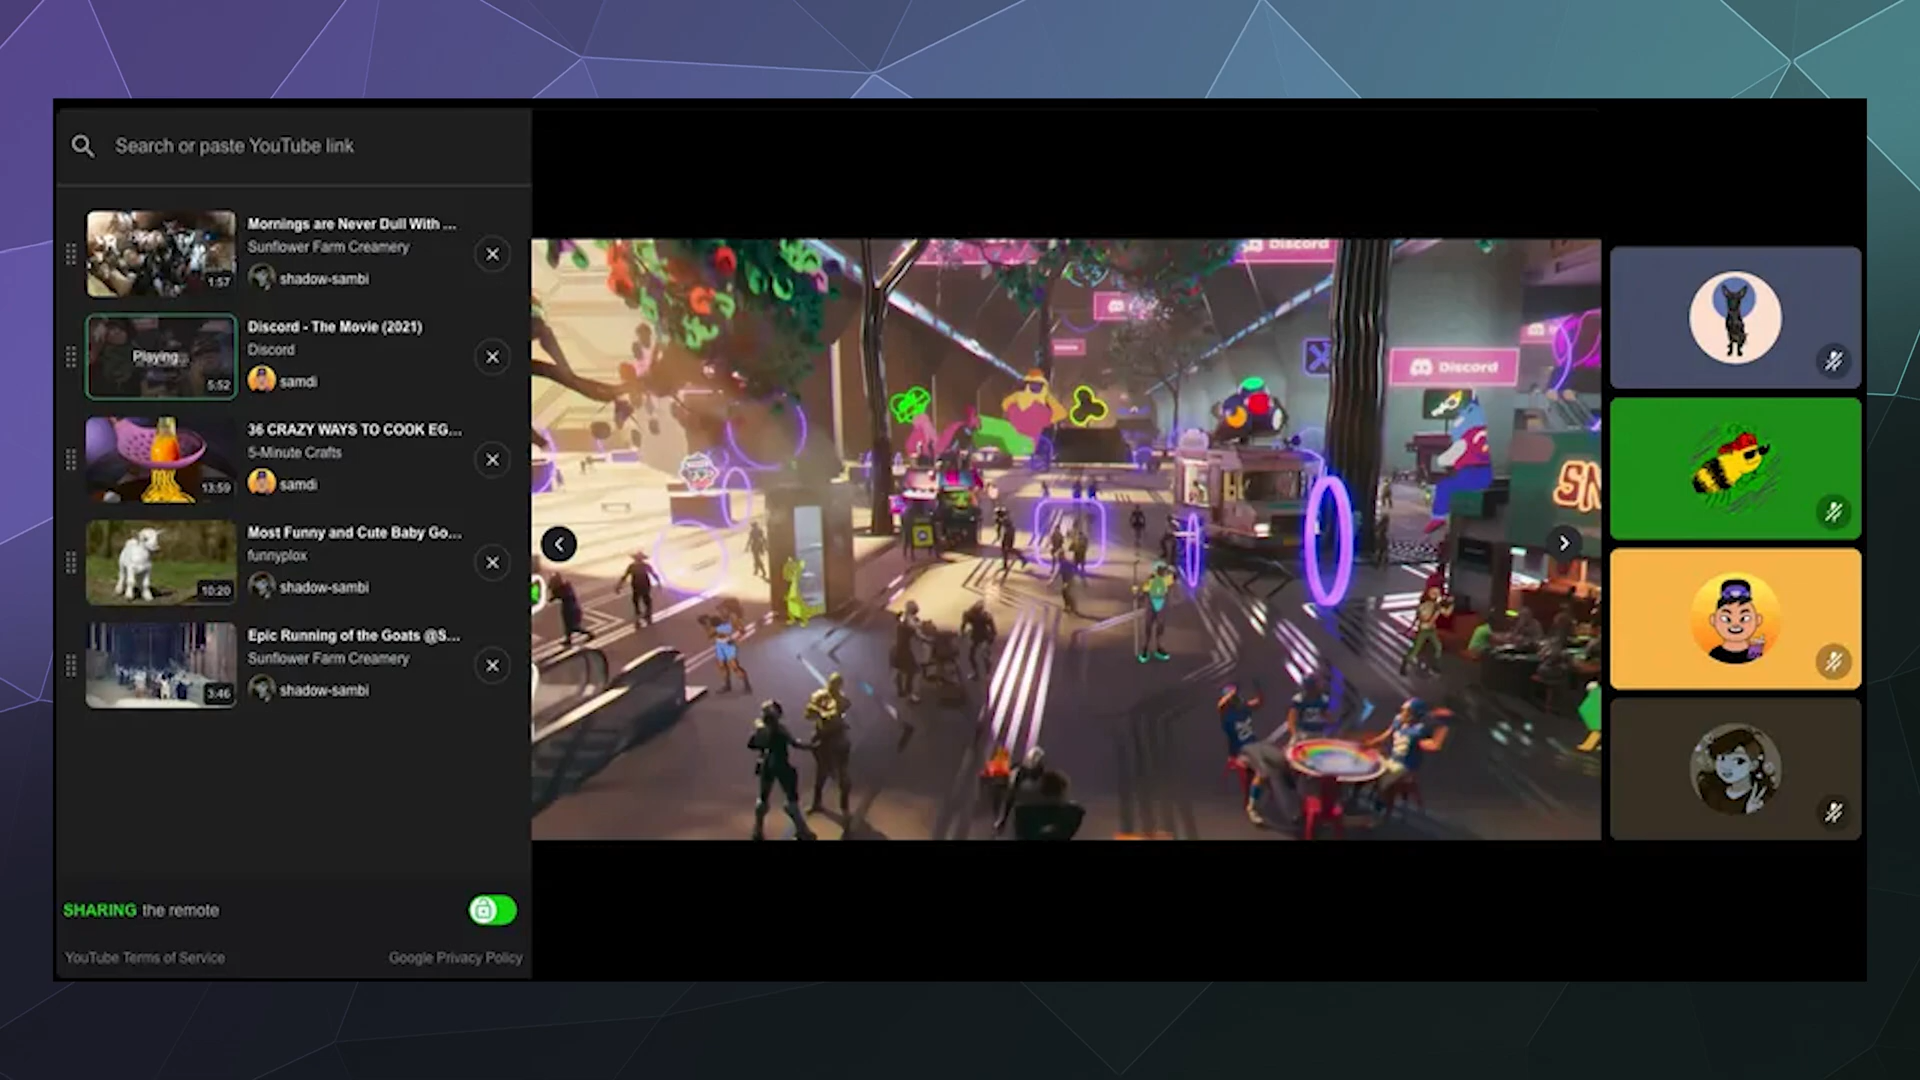 Search or paste YouTube link
Mornings are Never Dull With ...
Sunflower Farm Creamery
1:57
shadow-sambi
Discord - The Movie (2021)
Playing...
Discord
5:52
samdi
36 CRAZY WAYS TO COOK EG...
5-Minute Crafts
13:59
samdi
Most Funny and Cute Baby Go...
funnyplox
10:20
shadow-sambi
Epic Running of the Goats @S...
Sunflower Farm Creamery
3:46
shadow-sambi
SHARING the remote
YouTube Terms of Service
Google Privacy Policy
Discord
Discord
SN